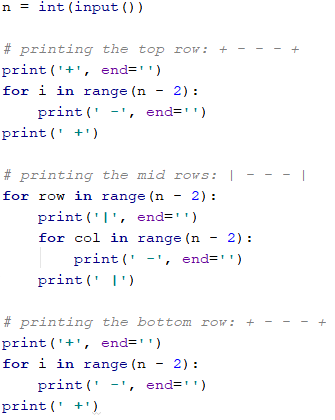 n = int(input())

# printing the top row: + - - - +
print('+', end='')
for i in range(n - 2):
    print(' -', end='')
print(' +')

# printing the mid rows: | - - - |
for row in range(n - 2):
    print('|', end='')
    for col in range(n - 2):
        print(' -', end='')
    print(' |')

# printing the bottom row: + - - - +
print('+', end='')
for i in range(n - 2):
    print(' -', end='')
print(' +')